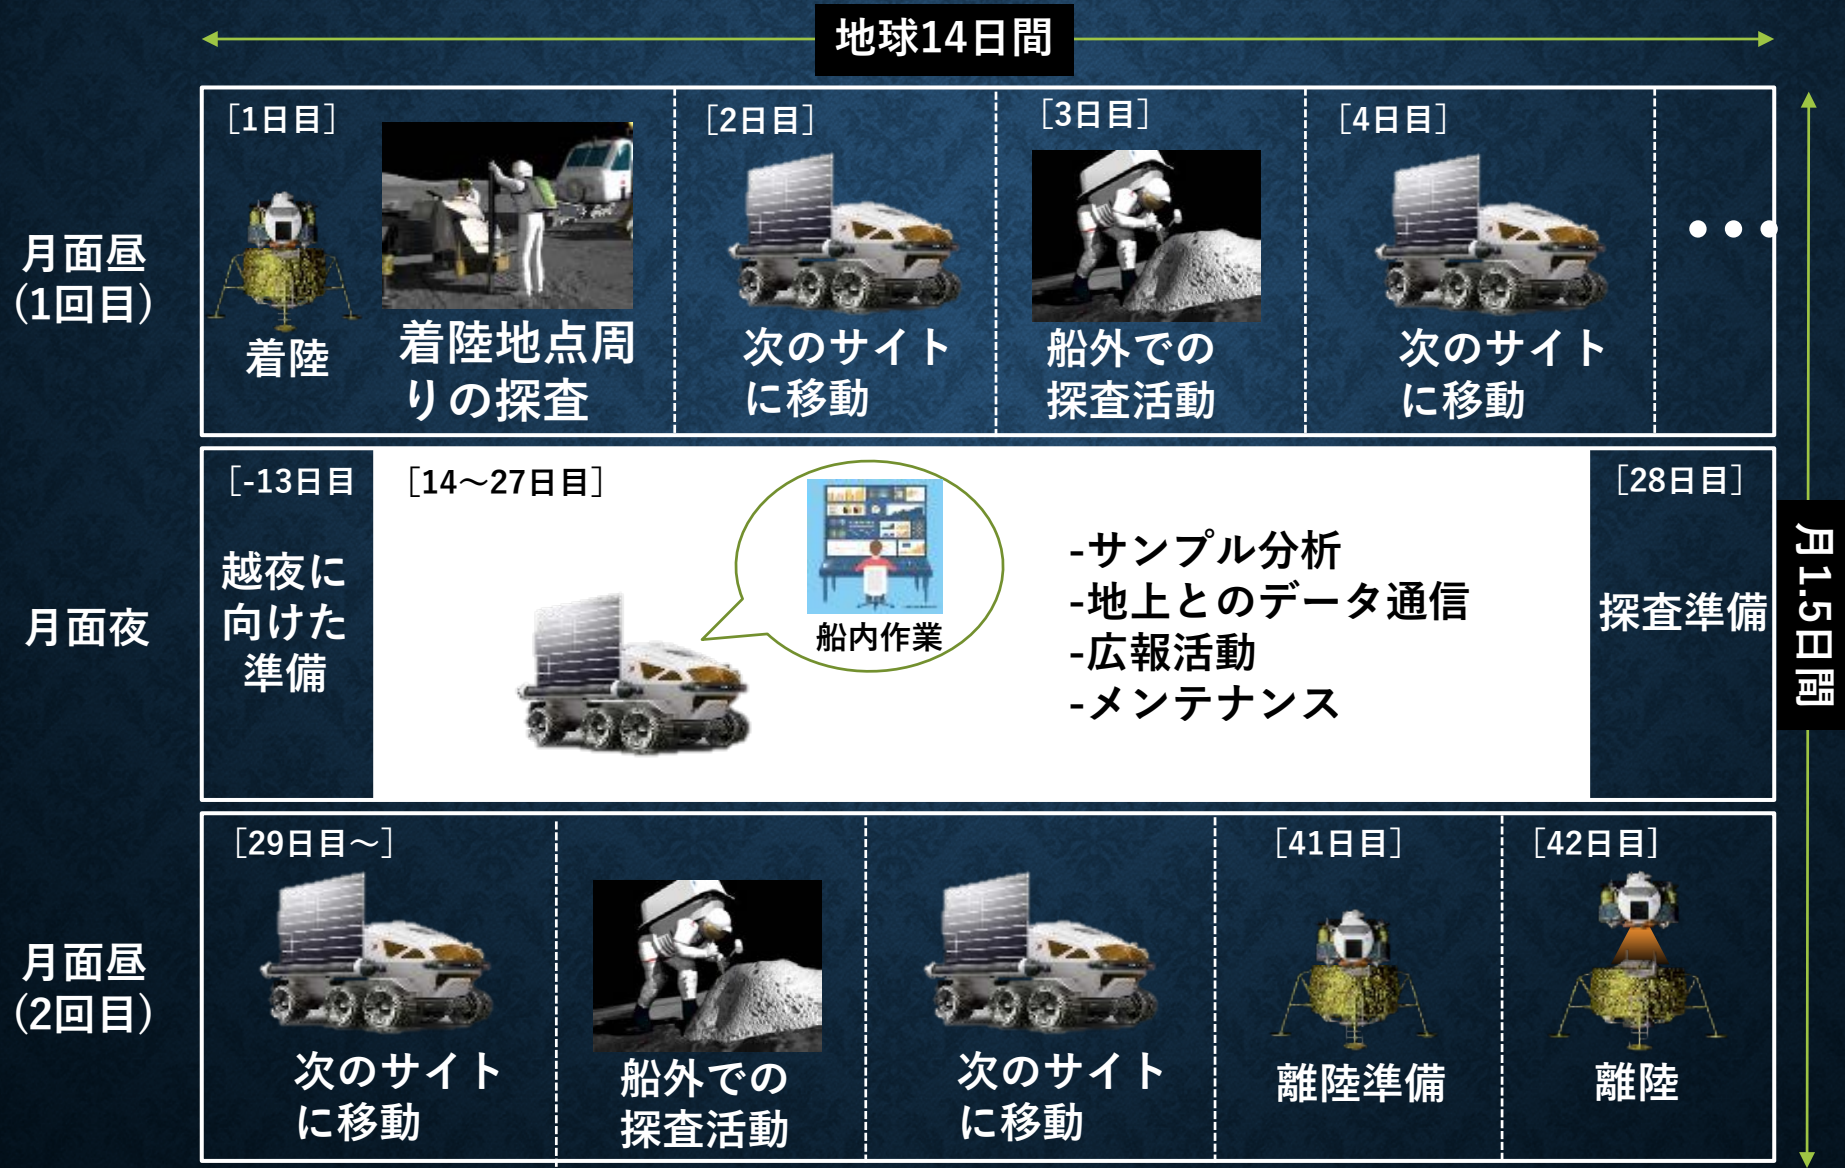 地球14日間
［1日目］
着陸
着陸地点周
りの探査
［2日目］
次のサイト
に移動
［3日目］
船外での
探査活動
［4日目］
次のサイト
に移動
•••
月面昼
(1回目)
［-13日目
越夜に
向けた
準備
［14～27日目］
船内作業
-サンプル分析
-地上とのデータ通信
-広報活動
-メンテナンス
［28日目］
探査準備
月面夜
月1.5日間
［29日目～］
次のサイト
に移動
船外での
探査活動
次のサイト
に移動
［41日目］
離陸準備
［42日目］
離陸
月面昼
(2回目)